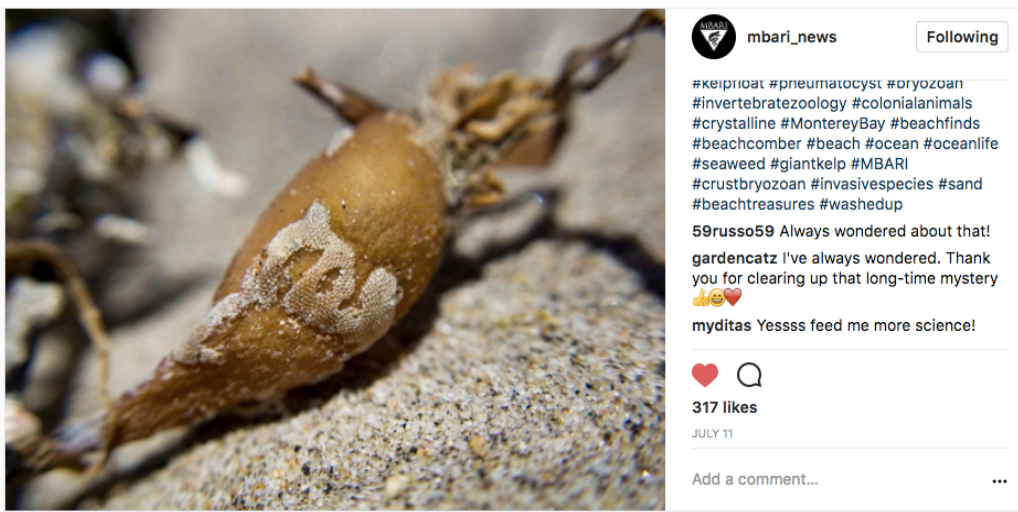 MBARI
mbari_news
Following
#kelpfloat #pneumatocyst #bryozoan
#invertebratezoology #colonialanimals
#crystalline #MontereyBay #beachfinds
#beachcomber #beach #ocean #oceanlife
#seaweed #giantkelp #MBARI
#crustbryozoan #invasivespecies #sand
#beachtreasures #washedup
59russo59 Always wondered about that!
gardencatz I've always wondered. Thank
you for clearing up that long-time mystery
👍😄❤️
myditas Yessss feed me more science!
317 likes
JULY 11
Add a comment...